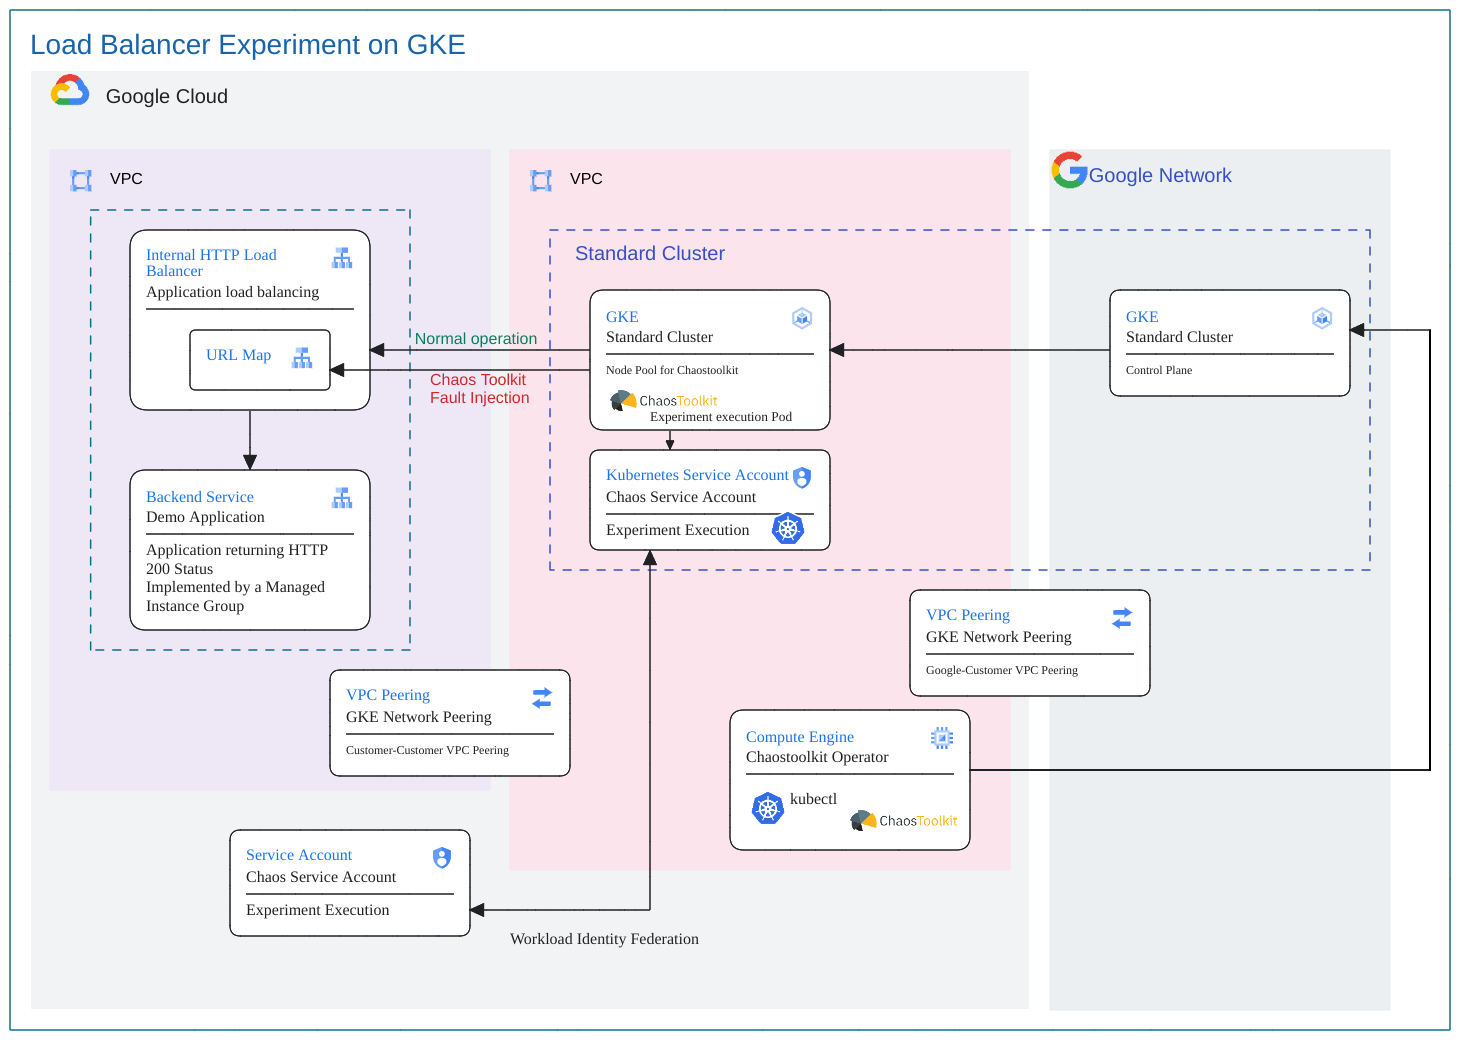 Load Balancer Experiment on GKE
Google Cloud
VPC
Internal HTTP Load
Balancer
Application load balancing
URL Map
Backend Service
Demo Application
Application returning HTTP
200 Status
Implemented by a Managed
Instance Group
Normal operation
Chaos Toolkit
Fault Injection
VPC
Standard Cluster
GKE
Standard Cluster
Node Pool for Chaostoolkit
ChaosToolkit
Experiment execution Pod
Kubernetes Service Account
Chaos Service Account
Experiment Execution
Google Network
GKE
Standard Cluster
Control Plane
VPC Peering
GKE Network Peering
Google-Customer VPC Peering
VPC Peering
GKE Network Peering
Customer-Customer VPC Peering
Compute Engine
Chaostoolkit Operator
kubectl
ChaosToolkit
Service Account
Chaos Service Account
Experiment Execution
Workload Identity Federation